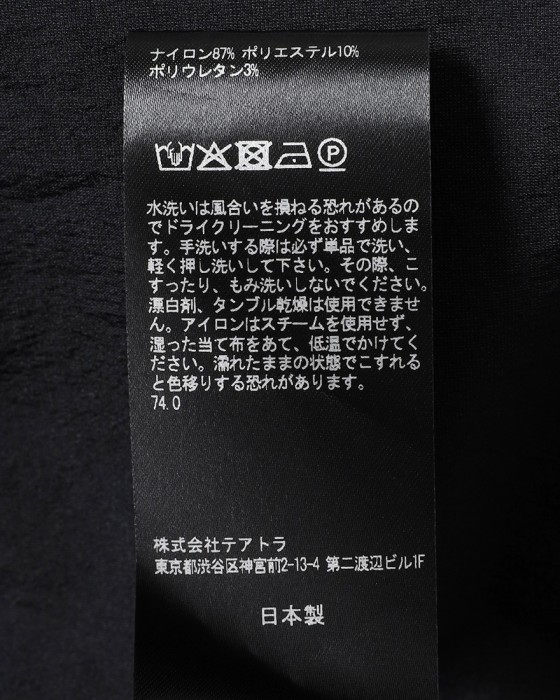 ナイロン87% ポリエステル10%
ポリウレタン3%
P
水洗いは風合いを損ねる恐れがあるの
でドライクリーニングをおすすめしま
す。手洗いする際は必ず単品で洗い、
軽く押し洗いして下さい。その際、こ
すったり、もみ洗いしないでください。
漂白剤、タンブル乾燥は使用できませ
ん。アイロンはスチームを使用せず、
湿った当て布をあて、低温でかけてく
ださい。濡れたままの状態でこすれる
と色移りする恐れがあります。
74.0
株式会社テアトラ
東京都渋谷区神宮前2-13-4 第二渡辺ビル1F
日本製